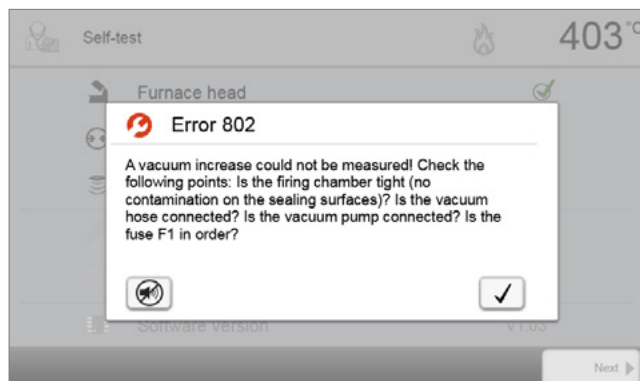 Self-test
403 °C
Furnace head
Error 802
A vacuum increase could not be measured! Check the
following points: Is the firing chamber tight (no
contamination on the sealing surfaces)? Is the vacuum
hose connected? Is the vacuum pump connected? Is the
fuse F1 in order?
Software version
V1.03
Next